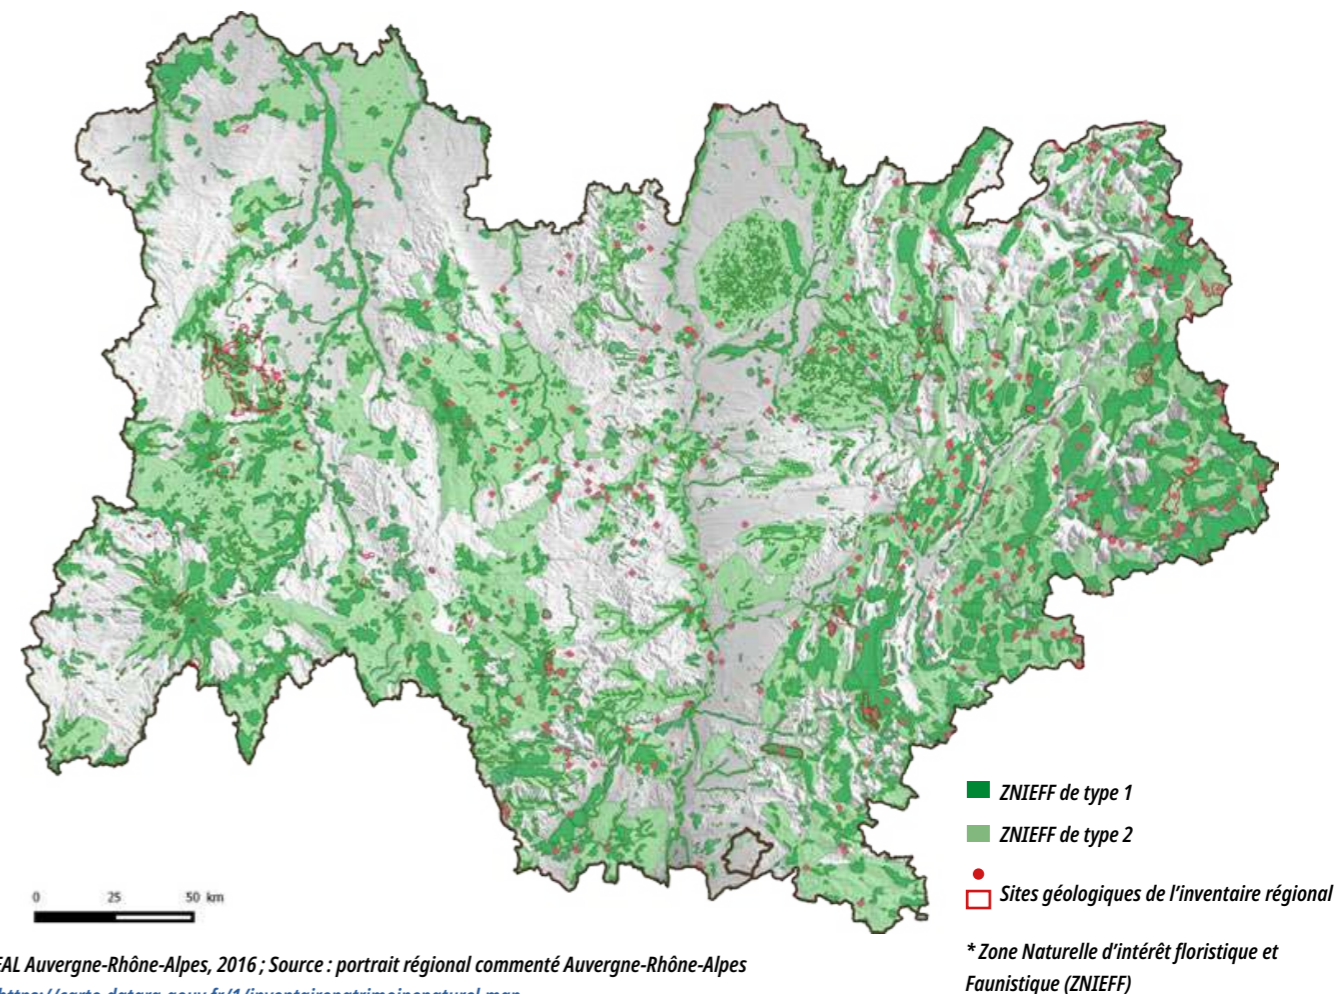 ZNIEFF de type 1
ZNIEFF de type 2
Sites géologiques de l'inventaire régional
0 25 50 km
* Zone Naturelle d'intérêt floristique et
Faunistique (ZNIEFF)
EAL Auvergne-Rhône-Alpes, 2016 ; Source : portrait régional commenté Auvergne-Rhône-Alpes